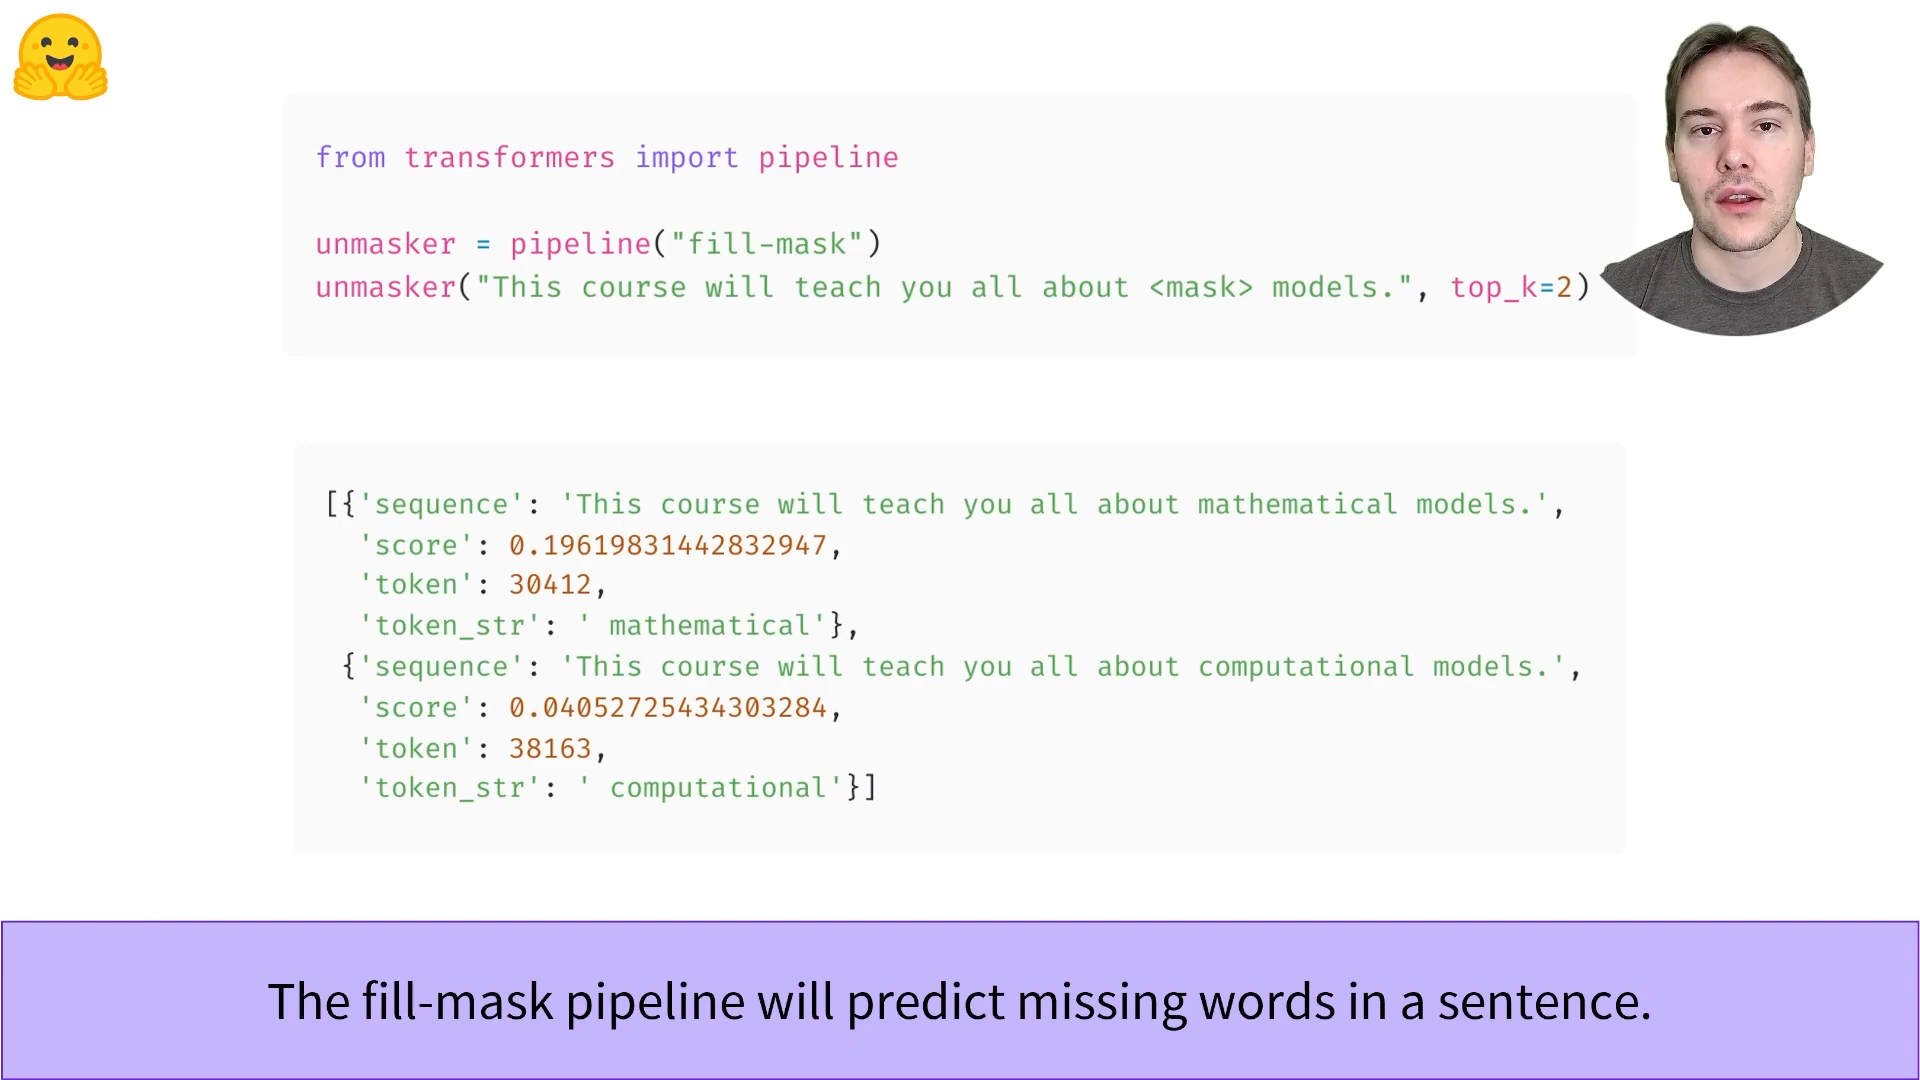 from transformers import pipeline
unmasker = pipeline("fill-mask")
unmasker("This course will teach you all about <mask> models.", top_k=2)
[{'sequence': 'This course will teach you all about mathematical models.',
'score': 0.19619831442832947,
'token': 30412,
'token_str': ' mathematical'},
{'sequence': 'This course will teach you all about computational models.',
'score': 0.04052725434303284,
'token': 38163,
'token_str': ' computational'}]
The fill-mask pipeline will predict missing words in a sentence.